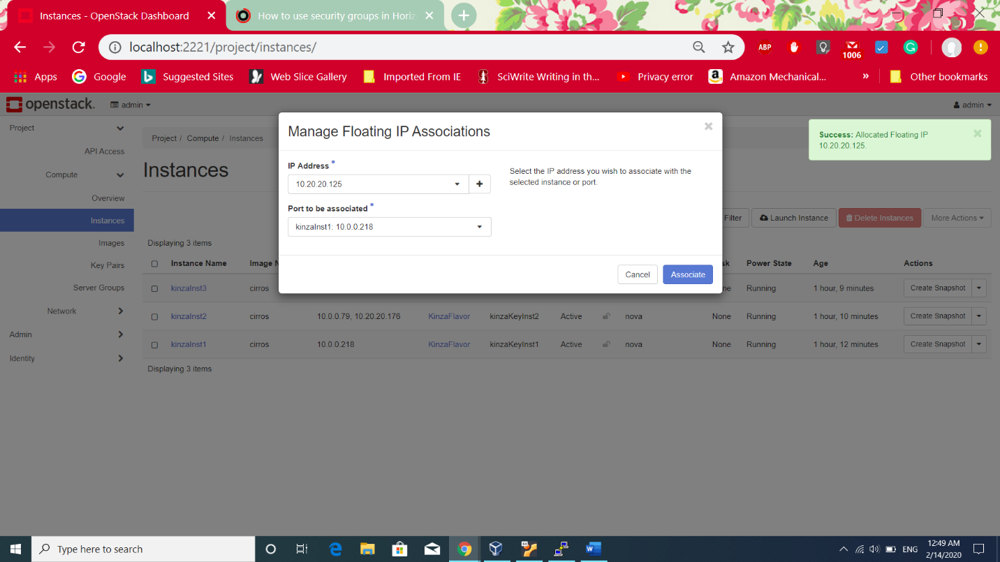 Instances - OpenStack Dashboard
How to use security groups in Horiz
localhost:2221/project/instances/
ABP
1006
Apps
Google
Suggested Sites
Web Slice Gallery
Imported From IE
SciWrite Writing in th...
Privacy error
Amazon Mechanical...
»
Other bookmarks
openstack.
admin
admin
Project
API Access
Compute
Overview
Instances
Images
Key Pairs
Server Groups
Network
Admin
Identity
Project / Compute / Instances
Instances
Manage Floating IP Associations
IP Address *
10.20.20.125
Port to be associated *
kinzaInst1: 10.0.0.218
Select the IP address you wish to associate with the
selected instance or port.
Cancel
Associate
Success: Allocated Floating IP
10.20.20.125.
Filter
Launch Instance
Delete Instances
More Actions
Displaying 3 items
Instance Name
Image N
sk
Power State
Age
Actions
kinzaInst3 cirros ne Running 1 hour, 9 minutes Create Snapshot
kinzaInst2 cirros 10.0.0.79, 10.20.20.176 KinzaFlavor kinzaKeyInst2 Active nova None Running 1 hour, 10 minutes Create Snapshot
kinzaInst1 cirros 10.0.0.218 KinzaFlavor kinzaKeyInst1 Active nova None Running 1 hour, 12 minutes Create Snapshot
Displaying 3 items
Type here to search
ENG
12:49 AM
2/14/2020